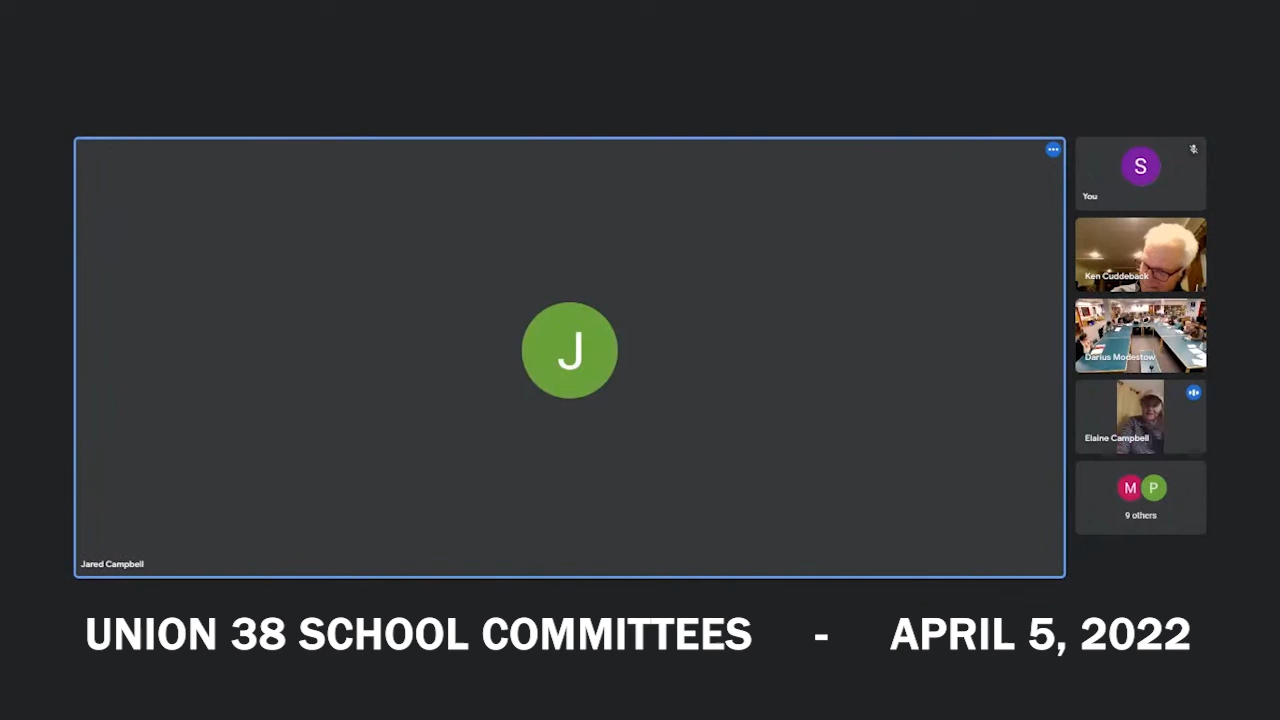 S
You
Ken Cuddeback
Darius Modestow
Elaine Campbell
M P
9 others
J
Jared Campbell
UNION 38 SCHOOL COMMITTEES - APRIL 5, 2022